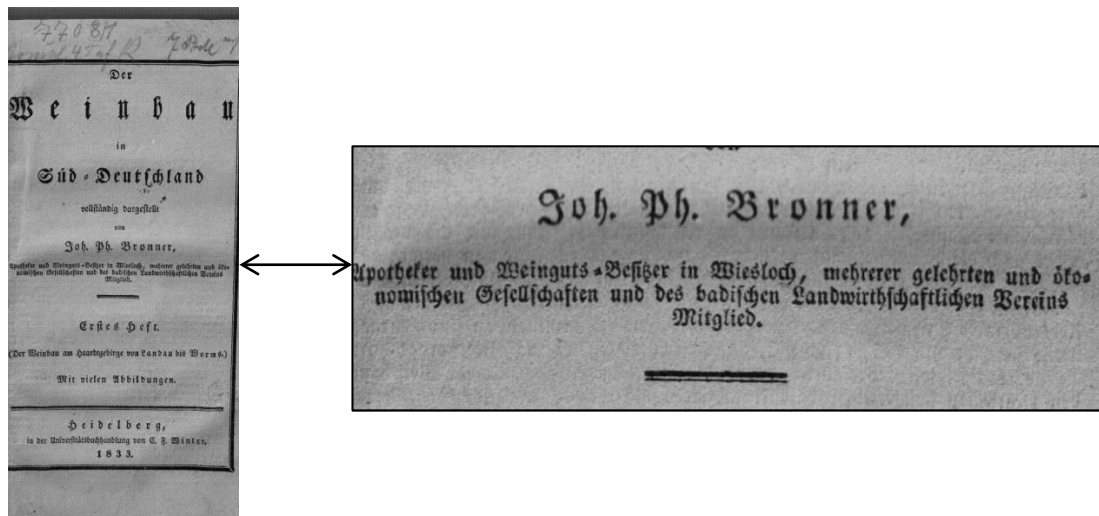 77081
7 Bde
Der
Weinbau
in
Süd-Deutschland
vollständig dargestellt
von
Joh. Ph. Bronner,
Apotheker und Weinguts-Besitzer in Wiesloch, mehrerer gelehrten und öko-
nomischen Gesellschaften und des badischen Landwirthschaftlichen Vereins
Mitglied.
Erstes Heft.
(Der Weinbau am Haardtgebirge von Landau bis Worms.)
Mit vielen Abbildungen.
Heidelberg,
in der Universitätsbuchhandlung von C. F. Winter.
1833.
Joh. Ph. Bronner,
Apotheker und Weinguts-Besitzer in Wiesloch, mehrerer gelehrten und öko-
nomischen Gesellschaften und des badischen Landwirthschaftlichen Vereins
Mitglied.